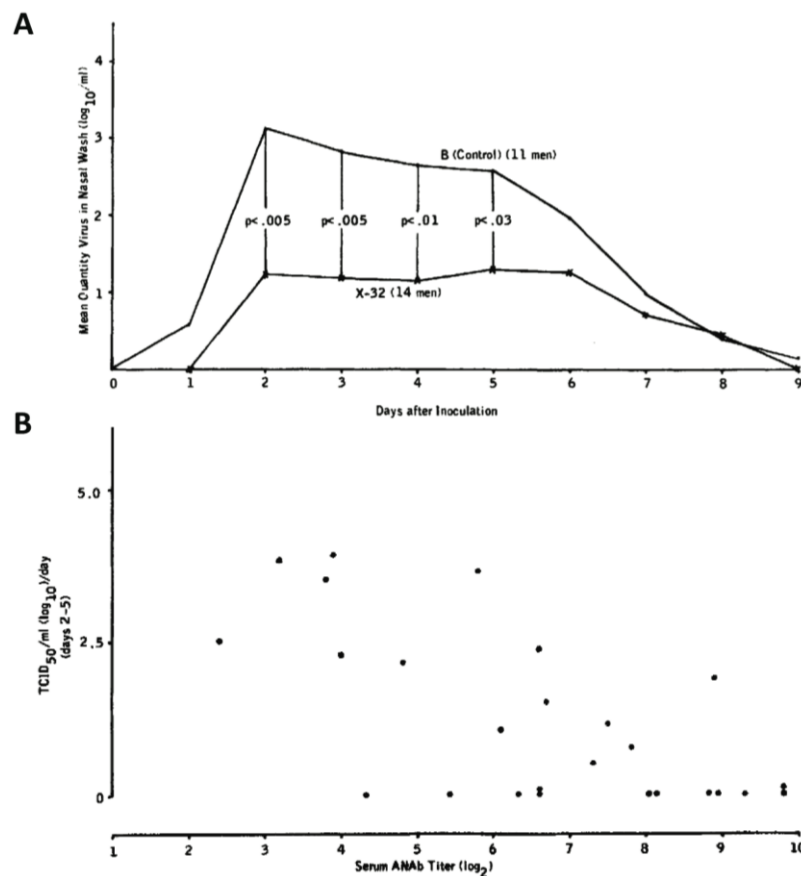 A
Mean Quantity Virus in Nasal Wash (log10/ml)
4
3
2
1
B (Control) (11 men)
p<.005 p<.005 p<.01 p<.03
X-32 (14 men)
0 1 2 3 4 5 6 7 8 9
Days after Inoculation
B
TCID50/ml (log10)/day
(days 2-5)
5.0
2.5
0
1 2 3 4 5 6 7 8 9 10
Serum ANAb Titer (log2)